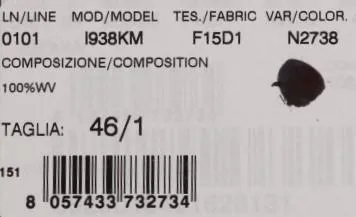 LN/LINE MOD/MODEL TES./FABRIC VAR/COLOR.
0101 I938KM F15D1 N2738
COMPOSIZIONE/COMPOSITION
100%WV
TAGLIA: 46/1
151
8 057433 732734